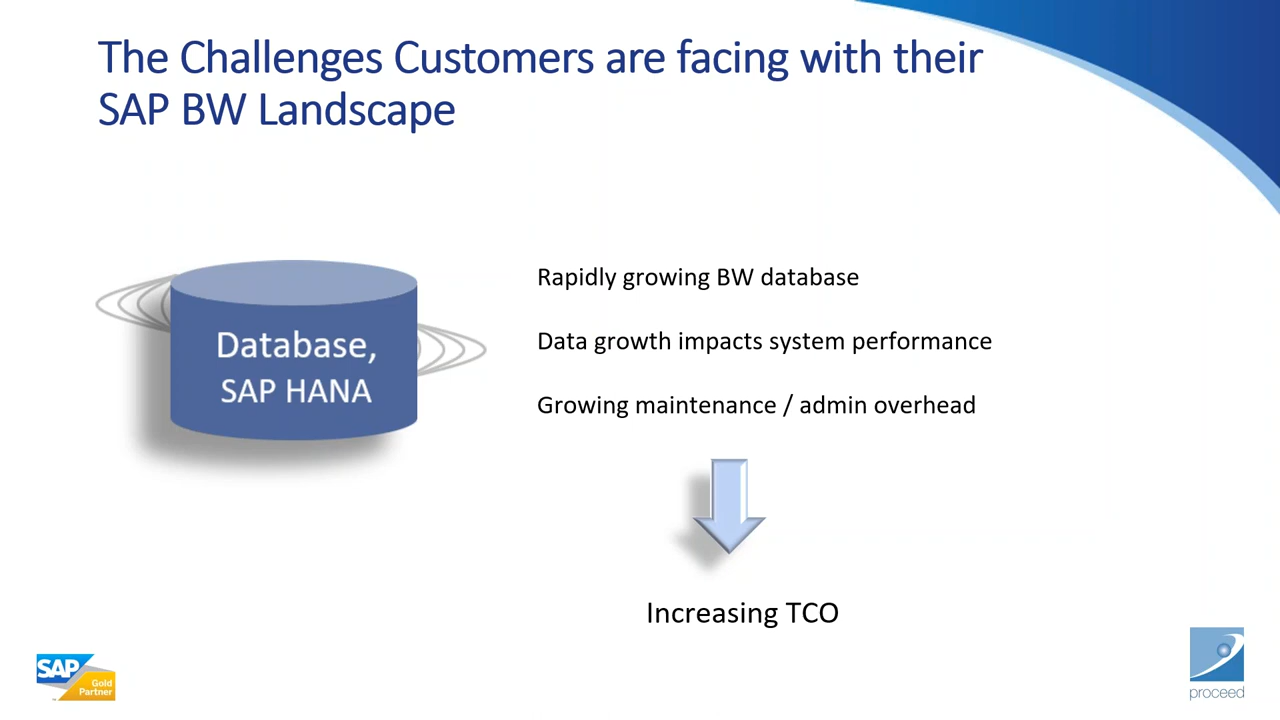 The Challenges Customers are facing with their
SAP BW Landscape
Database,
SAP HANA
Rapidly growing BW database
Data growth impacts system performance
Growing maintenance / admin overhead
Increasing TCO
SAP
Gold
Partner
proceed